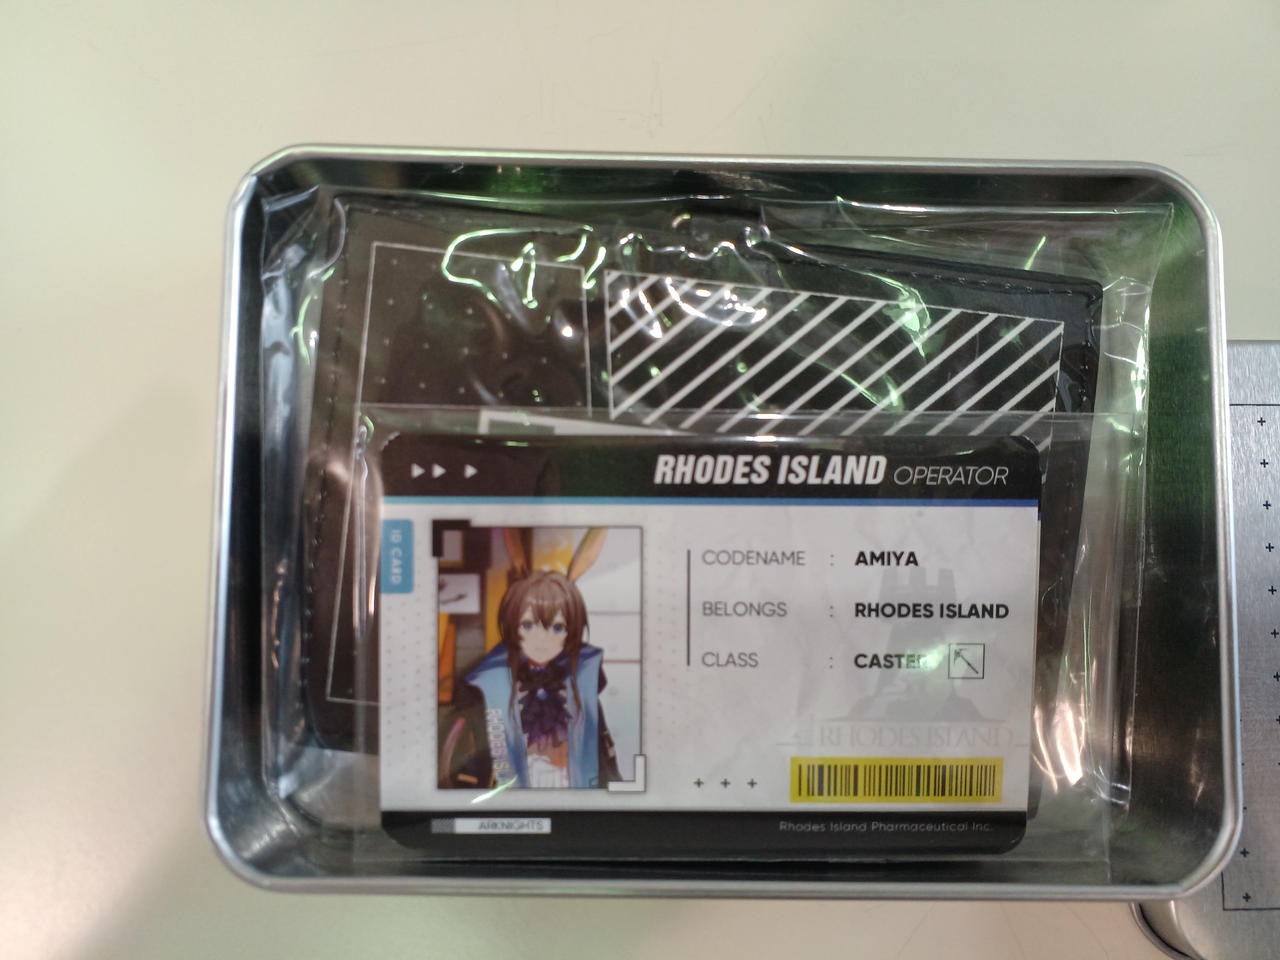 RHODES ISLAND OPERATOR
ID CARD
CODENAME : AMIYA
BELONGS : RHODES ISLAND
CLASS : CASTER
RHODES ISLAND
ARKNIGHTS
Rhodes Island Pharmaceutical Inc.